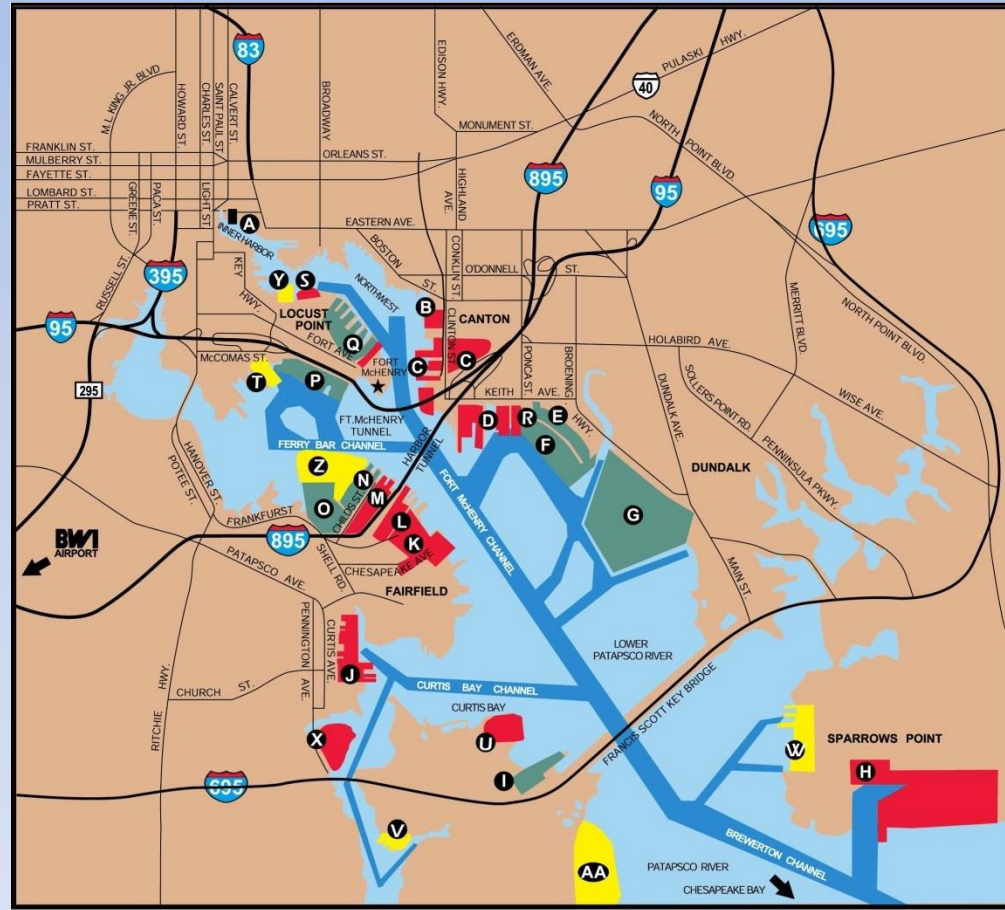 83
M.L KING JR. BLVD
HOWARD ST.
CHARLES ST.
SAINT PAUL ST.
CALVERT ST.
BROADWAY
EDISON HWY.
ERDMAN AVE.
PULASKI HWY.
40
MONUMENT ST.
NORTH POINT BLVD.
FRANKLIN ST.
MULBERRY ST.
FAYETTE ST.
ORLEANS ST.
LOMBARD ST.
PRATT ST.
GREENE ST.
PACA ST.
LIGHT ST.
HIGHLAND AVE.
895
95
695
A
INNER HARBOR
EASTERN AVE.
BOSTON ST.
CONKLIN ST.
O'DONNELL ST.
RUSSELL ST.
395
KEY HWY.
Y
S
NORTHWEST
B
CANTON
MERRITT BLVD.
NORTH POINT BLVD.
95
LOCUST POINT
Q
FORT AVE.
CLINTON ST.
C
C
PONCA ST.
BROENING HWY.
HOLABIRD AVE.
McCOMAS ST.
FORT McHENRY
T
P
295
KEITH AVE.
DUNDALK AVE.
SOLLERS POINT RD.
WISE AVE.
PENNINSULA PKWY.
FT.McHENRY TUNNEL
D
R
E
F
FERRY BAR CHANNEL
HARBOR TUNNEL
HANOVER ST.
POTEE ST.
Z
N
DUNDALK
O
CHILDS ST.
M
L
K
FORT McHENRY CHANNEL
G
FRANKFURST
895
BWI
AIRPORT
PATAPSCO AVE.
SHELL RD.
CHESAPEAKE AVE
FAIRFIELD
MAIN ST.
PENNINGTON AVE.
CURTIS AVE.
LOWER PATAPSCO RIVER
J
RITCHIE HWY.
CHURCH ST.
CURTIS BAY CHANNEL
CURTIS BAY
FRANCIS SCOTT KEY BRIDGE
X
U
W
SPARROWS POINT
I
H
695
V
AA
BREWERTON CHANNEL
PATAPSCO RIVER
CHESAPEAKE BAY